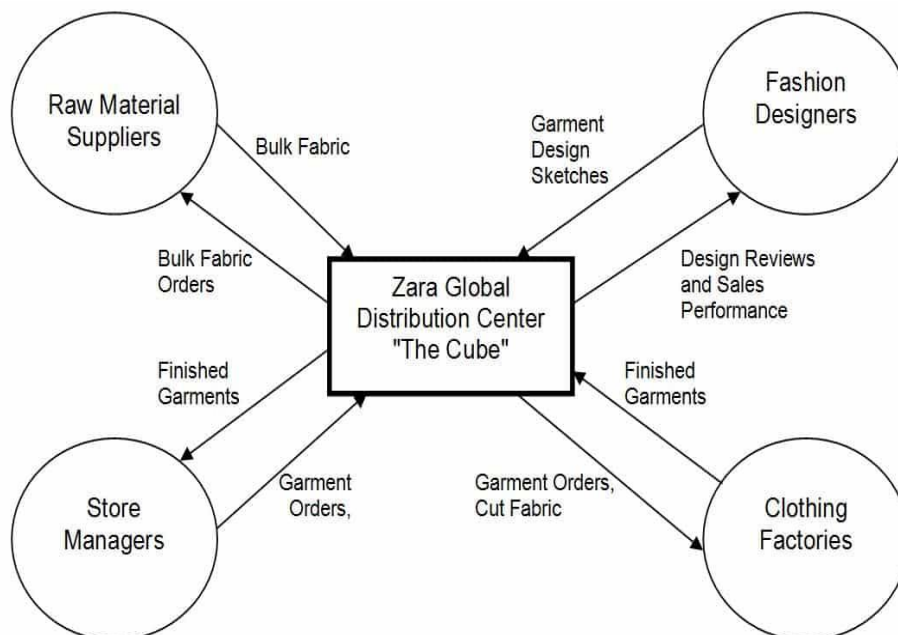 Raw Material
Suppliers
Fashion
Designers
Bulk Fabric
Garment
Design
Sketches
Bulk Fabric
Orders
Zara Global
Distribution Center
"The Cube"
Design Reviews
and Sales
Performance
Finished
Garments
Finished
Garments
Store
Managers
Garment
Orders,
Garment Orders,
Cut Fabric
Clothing
Factories